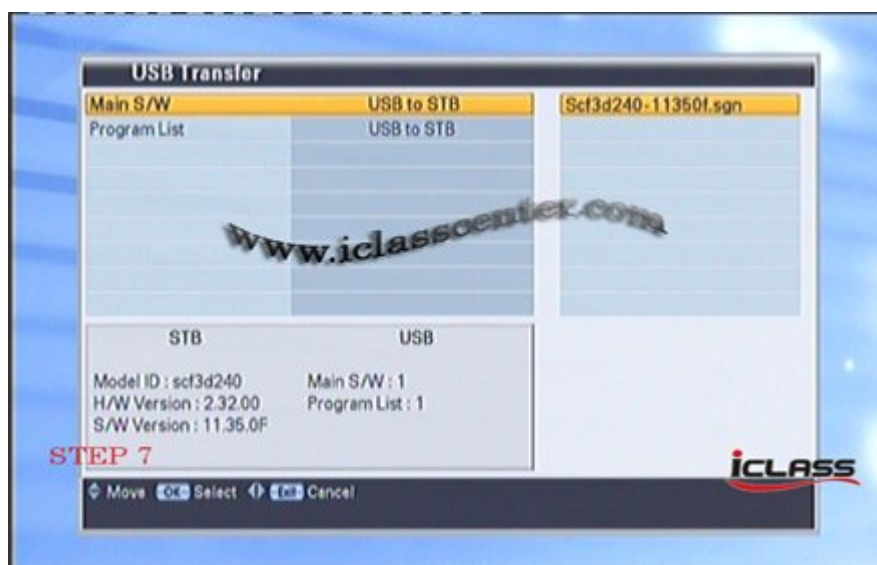 USB Transfer
Main S/W USB to STB Scf3d240-11350f.sgn
Program List USB to STB
www.iclasscenter.com
STB USB
Model ID : scf3d240 Main S/W : 1
H/W Version : 2.32.00 Program List : 1
S/W Version : 11.35.0F
STEP 7
iCLASS
Move OK Select Exit Cancel